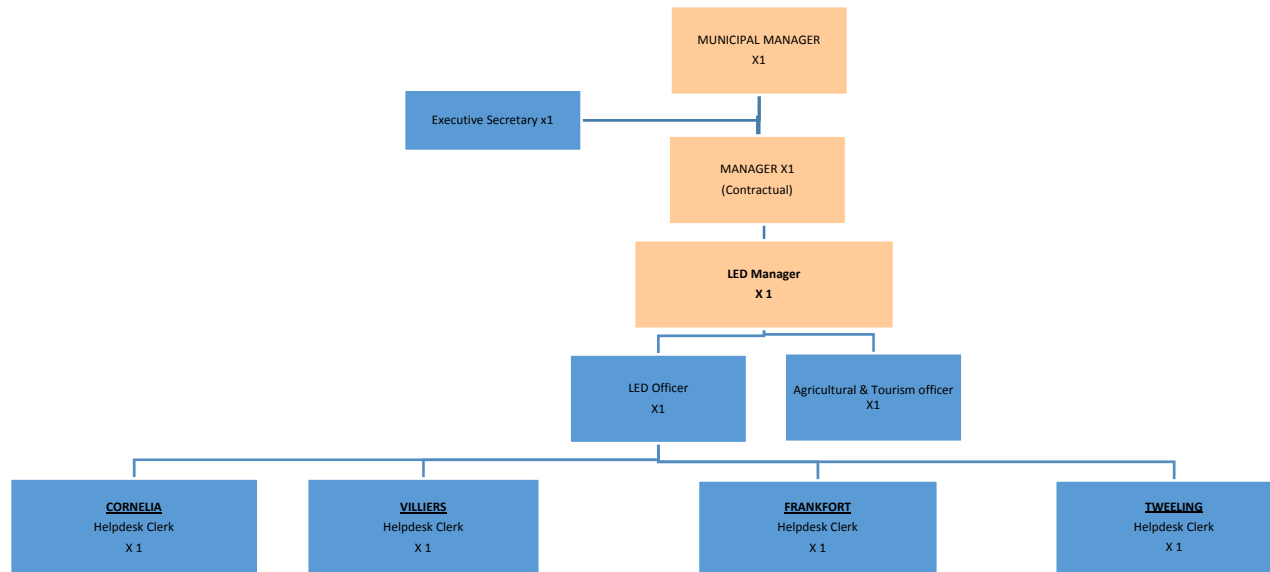 MUNICIPAL MANAGER
X1
Executive Secretary x1
MANAGER X1
(Contractual)
LED Manager
X 1
LED Officer
X1
Agricultural & Tourism officer
X1
CORNELIA
Helpdesk Clerk
X 1
VILLIERS
Helpdesk Clerk
X 1
FRANKFORT
Helpdesk Clerk
X 1
TWEELING
Helpdesk Clerk
X 1